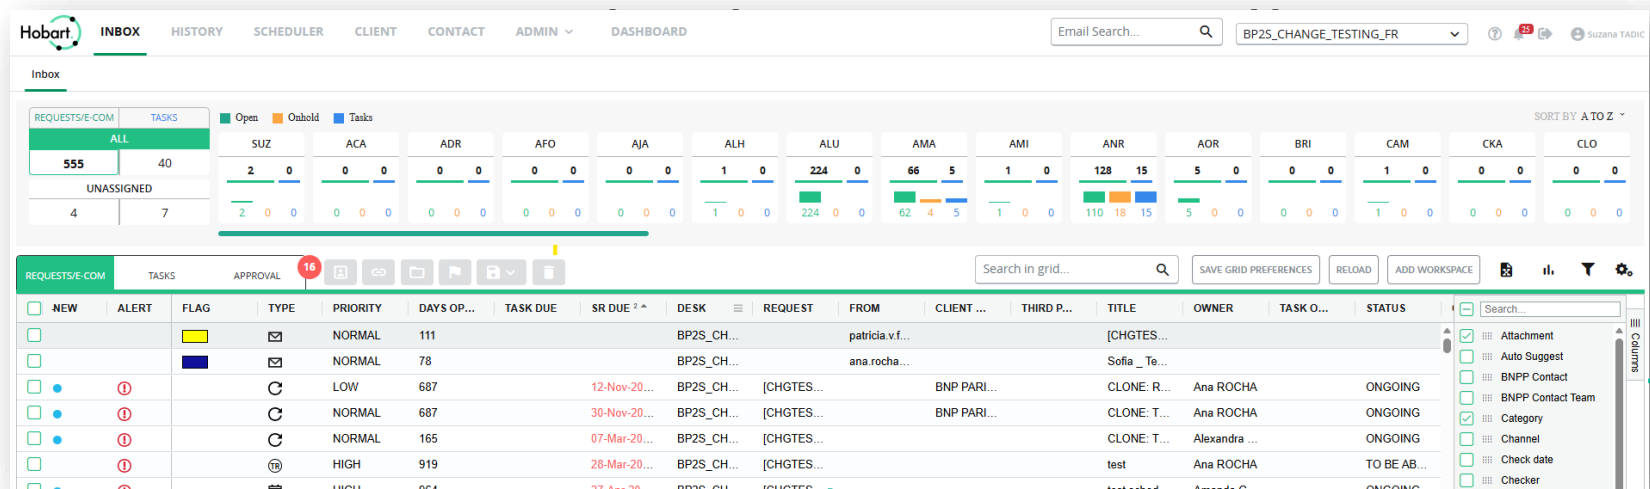 Hobart. INBOX HISTORY SCHEDULER CLIENT CONTACT ADMIN DASHBOARD Email Search... BP2S_CHANGE_TESTING_FR 25 Suzana TADIC
Inbox
REQUESTS/E-COM TASKS Open Onhold Tasks SORT BY A TO Z
ALL SUZ ACA ADR AFO AJA ALH ALU AMA AMI ANR AOR BRI CAM CKA CLO
555 40 2 0 0 0 0 0 0 0 0 0 1 0 224 0 66 5 1 0 128 15 5 0 0 0 1 0 0 0 0 0
UNASSIGNED
4 7 2 0 0 0 0 0 0 0 0 0 0 0 0 0 0 1 0 0 224 0 0 62 4 5 1 0 0 110 18 15 5 0 0 0 0 0 1 0 0 0 0 0 0 0 0
REQUESTS/E-COM TASKS APPROVAL 16 Search in grid... SAVE GRID PREFERENCES RELOAD ADD WORKSPACE
NEW ALERT FLAG TYPE PRIORITY DAYS OP... TASK DUE SR DUE 2 DESK REQUEST FROM CLIENT ... THIRD P... TITLE OWNER TASK O... STATUS Search...
NORMAL 111 BP2S_CH... patricia.v.f... [CHGTES... Attachment
NORMAL 78 BP2S_CH... ana.rocha... Sofia _ Te... Auto Suggest
LOW 687 12-Nov-20... BP2S_CH... [CHGTES... BNP PARI... CLONE: R... Ana ROCHA ONGOING BNPP Contact
BNPP Contact Team
NORMAL 687 30-Nov-20... BP2S_CH... [CHGTES... BNP PARI... CLONE: T... Ana ROCHA ONGOING Category
NORMAL 165 07-Mar-20... BP2S_CH... [CHGTES... CLONE: T... Alexandra ... ONGOING Channel
HIGH 919 TR 28-Mar-20... BP2S_CH... [CHGTES... test Ana ROCHA TO BE AB... Check date
Checker
Columns